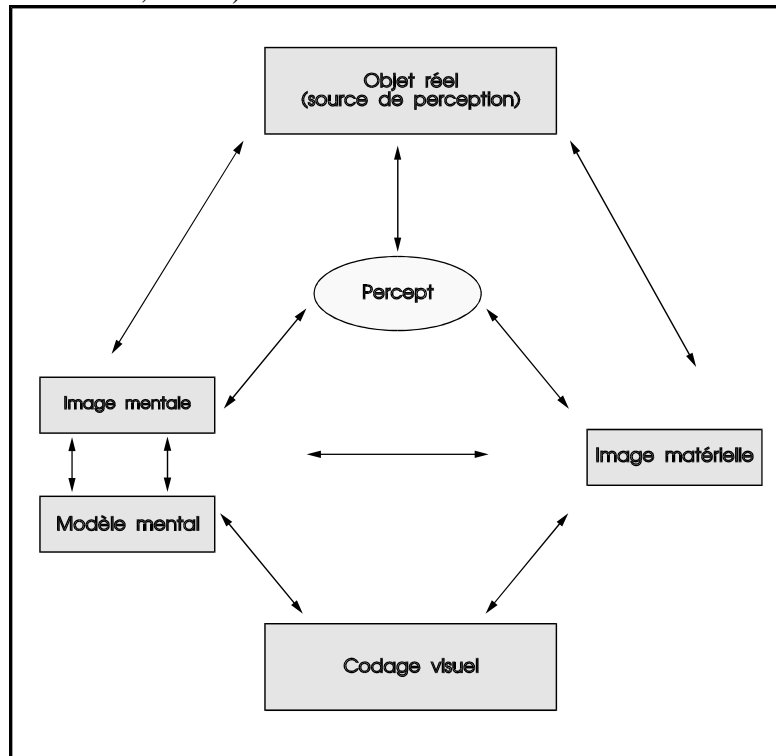 Objet réel
(source de perception)
Percept
Image mentale
Image matérielle
Modèle mental
Codage visuel